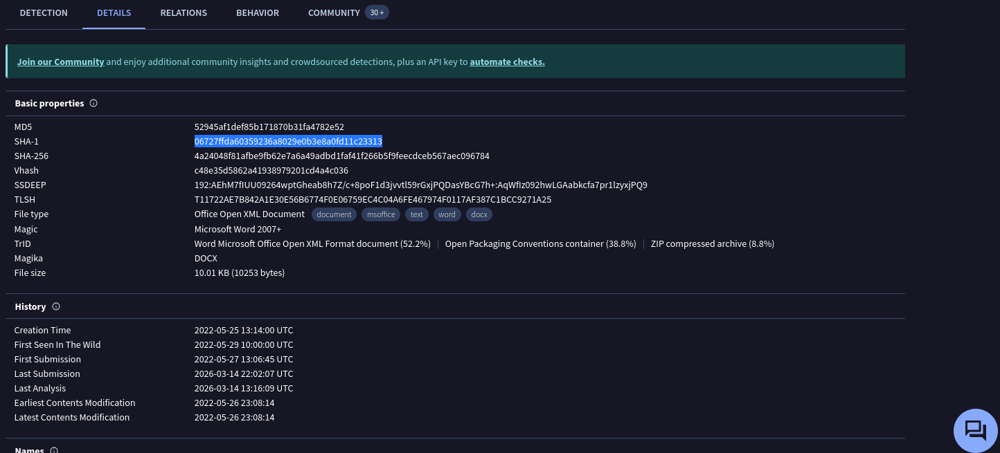 DETECTION DETAILS RELATIONS BEHAVIOR COMMUNITY 30 +
Join our Community and enjoy additional community insights and crowdsourced detections, plus an API key to automate checks.
Basic properties
MD5 52945af1def85b171870b31fa4782e52
SHA-1 06727ffda60359236a8029e0b3e8a0fd11c23313
SHA-256 4a24048f81afbe9fb62e7a6a49adbd1faf41f266b5f9feecdceb567aec096784
Vhash c48e35d5862a41938979201cd4a4c036
SSDEEP 192:AEhM7fIUU09264wptGheab8h7Z/c+8poF1d3jvvtl59rGxjPQDasYBcG7h+:AqWfIz092hwLGAabkcfa7pr1lzyxjPQ9
TLSH T11722AE7B842A1E30E56B6774F0E06759EC4C04A6FE467974F0117AF387C1BCC9271A25
File type Office Open XML Document document msoffice text word docx
Magic Microsoft Word 2007+
TrID Word Microsoft Office Open XML Format document (52.2%) | Open Packaging Conventions container (38.8%) | ZIP compressed archive (8.8%)
Magika DOCX
File size 10.01 KB (10253 bytes)
History
Creation Time 2022-05-25 13:14:00 UTC
First Seen In The Wild 2022-05-29 10:00:00 UTC
First Submission 2022-05-27 13:06:45 UTC
Last Submission 2026-03-14 22:02:07 UTC
Last Analysis 2026-03-14 13:16:09 UTC
Earliest Contents Modification 2022-05-26 23:08:14
Latest Contents Modification 2022-05-26 23:08:14
Names